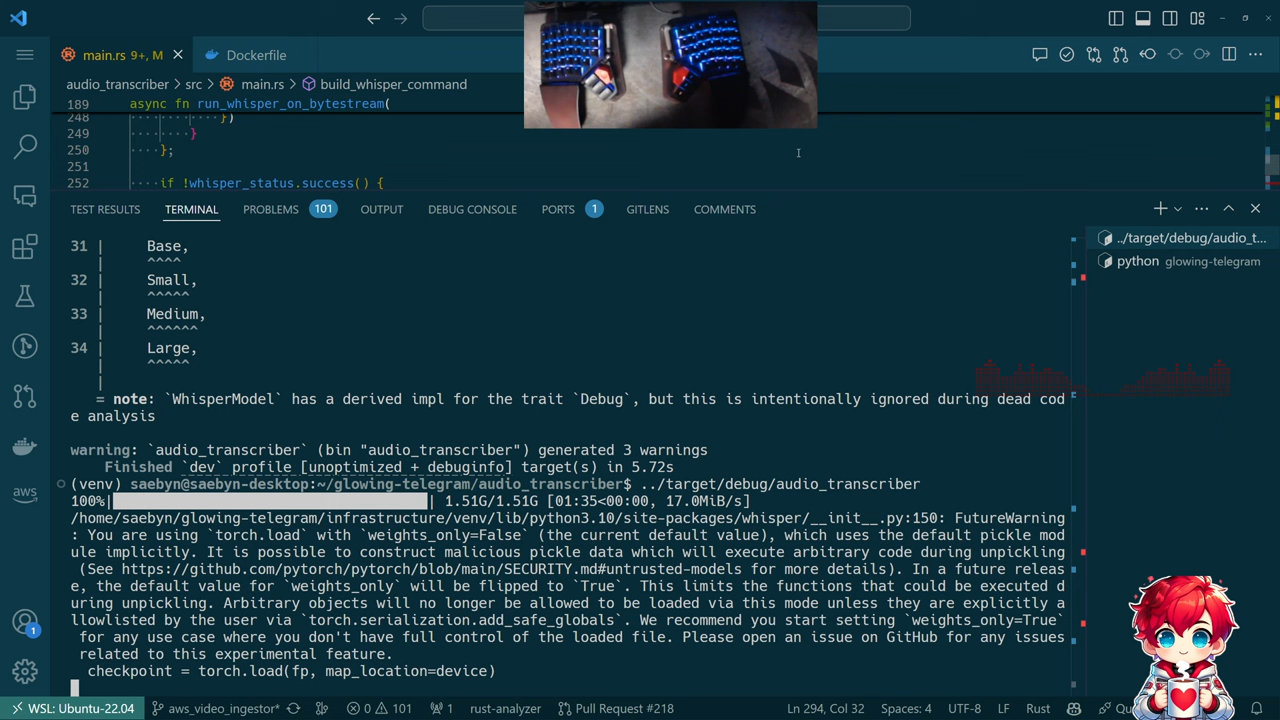 main.rs 9+, M
Dockerfile
audio_transcriber > src > main.rs > build_whisper_command
189 async fn run_whisper_on_bytestream(
248 })
249 }
250 };
251
252 if !whisper_status.success() {
TEST RESULTS TERMINAL PROBLEMS 101 OUTPUT DEBUG CONSOLE PORTS 1 GITLENS COMMENTS
../target/debug/audio_t...
python glowing-telegram
31 | Base,
| ^^^^
32 | Small,
| ^^^^^
33 | Medium,
| ^^^^^^
34 | Large,
| ^^^^^
|
= note: `WhisperModel` has a derived impl for the trait `Debug`, but this is intentionally ignored during dead cod
e analysis
warning: `audio_transcriber` (bin "audio_transcriber") generated 3 warnings
Finished `dev` profile [unoptimized + debuginfo] target(s) in 5.72s
(venv) saebyn@saebyn-desktop:~/glowing-telegram/audio_transcriber$ ../target/debug/audio_transcriber
100%| | 1.51G/1.51G [01:35<00:00, 17.0MiB/s]
/home/saebyn/glowing-telegram/infrastructure/venv/lib/python3.10/site-packages/whisper/__init__.py:150: FutureWarning
: You are using `torch.load` with `weights_only=False` (the current default value), which uses the default pickle mod
ule implicitly. It is possible to construct malicious pickle data which will execute arbitrary code during unpickling
(See https://github.com/pytorch/pytorch/blob/main/SECURITY.md#untrusted-models for more details). In a future releas
e, the default value for `weights_only` will be flipped to `True`. This limits the functions that could be executed d
uring unpickling. Arbitrary objects will no longer be allowed to be loaded via this mode unless they are explicitly a
llowlisted by the user via `torch.serialization.add_safe_globals`. We recommend you start setting `weights_only=True`
for any use case where you don't have full control of the loaded file. Please open an issue on GitHub for any issues
related to this experimental feature.
checkpoint = torch.load(fp, map_location=device)
aws
1
WSL: Ubuntu-22.04 aws_video_ingestor* 0 101 1 rust-analyzer Pull Request #218 Ln 294, Col 32 Spaces: 4 UTF-8 LF Rust